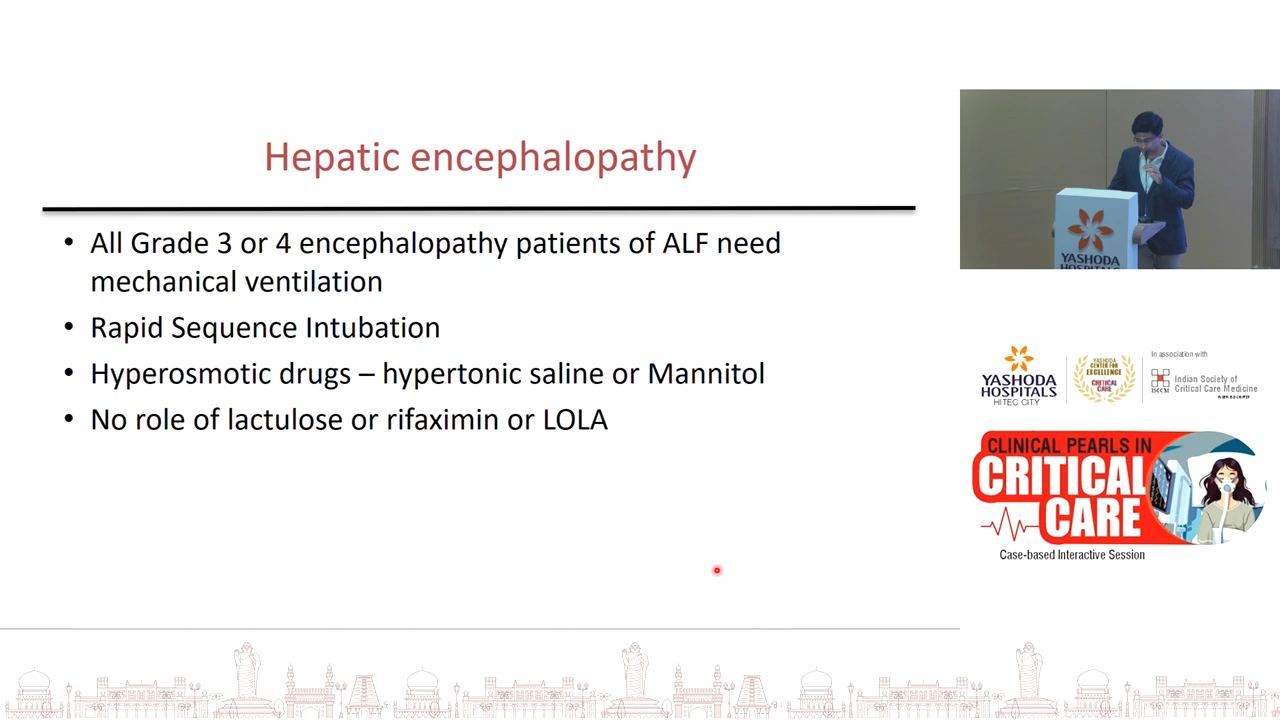 Hepatic encephalopathy
• All Grade 3 or 4 encephalopathy patients of ALF need
mechanical ventilation
• Rapid Sequence Intubation
• Hyperosmotic drugs – hypertonic saline or Mannitol
• No role of lactulose or rifaximin or LOLA
YASHODA
HOSPITALS
YASHODA
HOSPITALS
HITEC CITY
YASHODA
CENTER FOR
EXCELLENCE
CRITICAL
CARE
In association with
ISCCM
Indian Society of
Critical Care Medicine
CLINICAL PEARLS IN
CRITICAL
CARE
Case-based Interactive Session